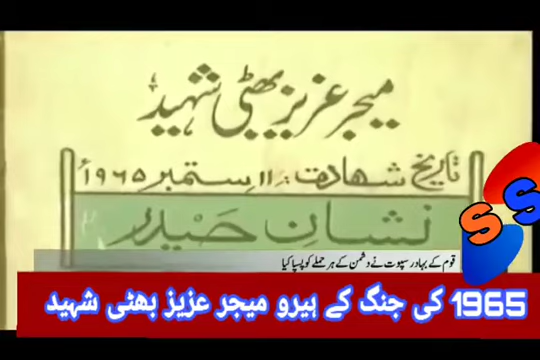 میجر عزیز بھٹی شہید
تاریخ شہادت: ۱۱ ستمبر ۱۹۶۵ء
نشانِ حیدر
SS
قوم کے بہادر سپوت نے دشمن کے ہر حملے کو پسپا کیا
1965 کی جنگ کے ہیرو میجر عزیز بھٹی شہید